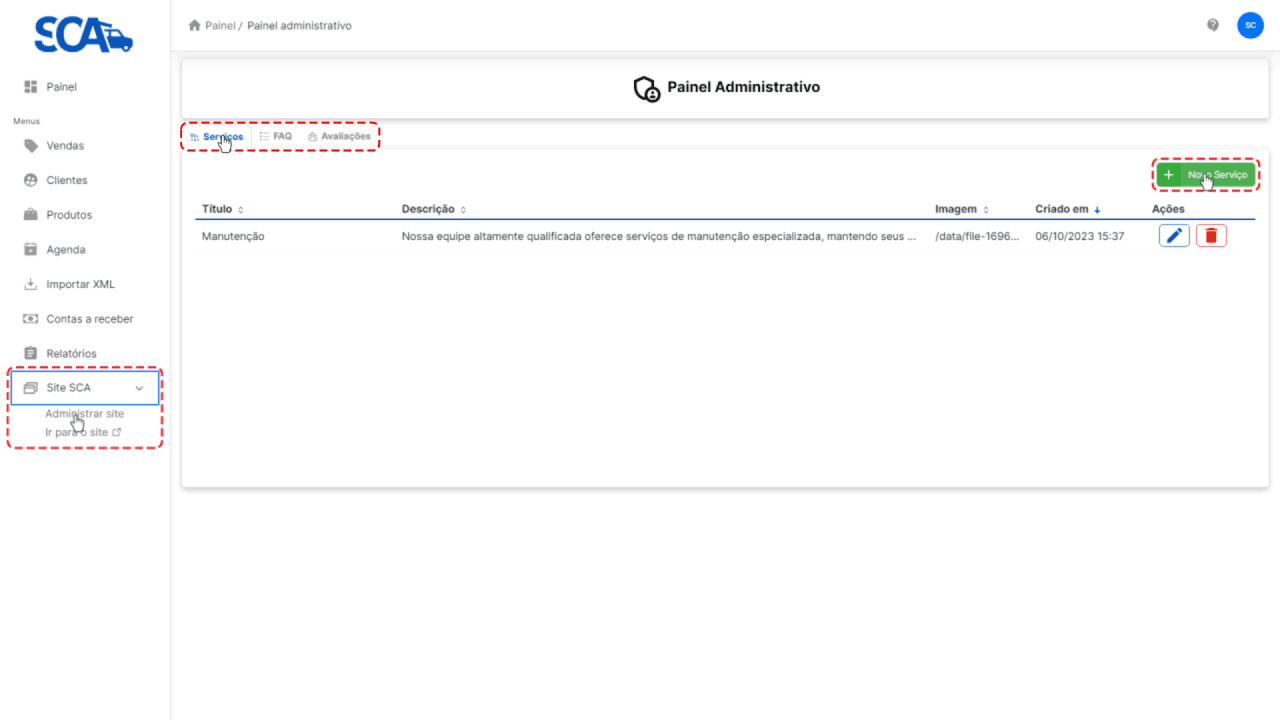 SCA
Painel / Painel administrativo
SC
Painel
Menus
Vendas
Clientes
Produtos
Agenda
Importar XML
Contas a receber
Relatórios
Site SCA
Administrar site
Ir para o site
Painel Administrativo
Serviços FAQ Avaliações
+ Novo Serviço
Título Descrição Imagem Criado em Ações
Manutenção Nossa equipe altamente qualificada oferece serviços de manutenção especializada, mantendo seus ... /data/file-1696... 06/10/2023 15:37